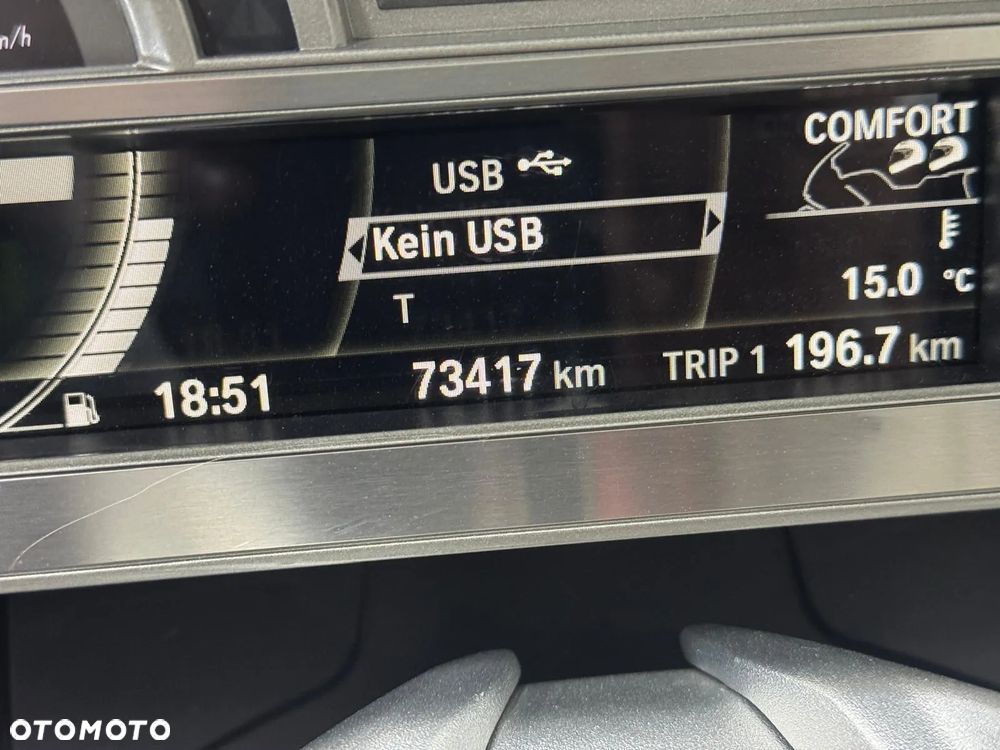 m/h
COMFORT
USB
Kein USB
15.0 °C
T
18:51 73417 km TRIP 1 196.7 km
OTOMOTO